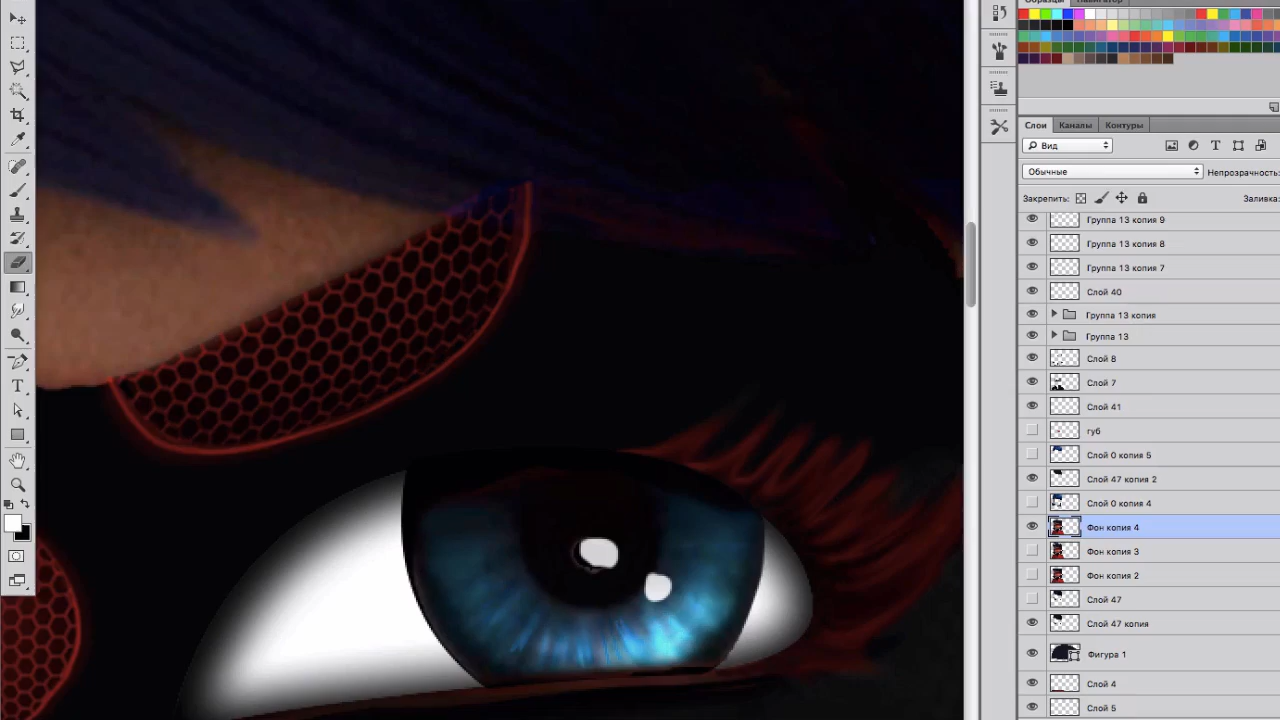 Образцы Навигатор
Слои Каналы Контуры
Вид
Обычные Непрозрачность:
Закрепить: Заливка:
Группа 13 копия 9
Группа 13 копия 8
Группа 13 копия 7
Слой 40
Группа 13 копия
Группа 13
Слой 8
Слой 7
Слой 41
губ
Слой 0 копия 5
Слой 47 копия 2
Слой 0 копия 4
Фон копия 4
Фон копия 3
Фон копия 2
Слой 47
Слой 47 копия
Фигура 1
Слой 4
Слой 5